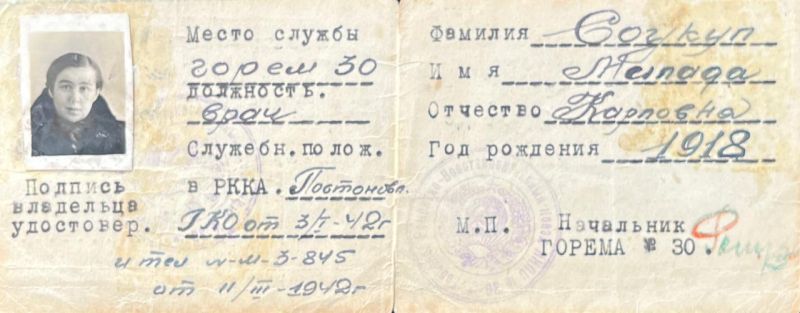 Место службы
горем 30
должность.
врач
Служебн.полож.
в РККА. Постановл.
ГКО от 3/I-42г
и тел N-М-3-845
от 11/III-1942г
Подпись
владельца
удостовер.
Фамилия Соукуп
Имя Милада
Отчество Карловна
Год рождения 1918
М.П. Начальник
ГОРЕМА № 30.